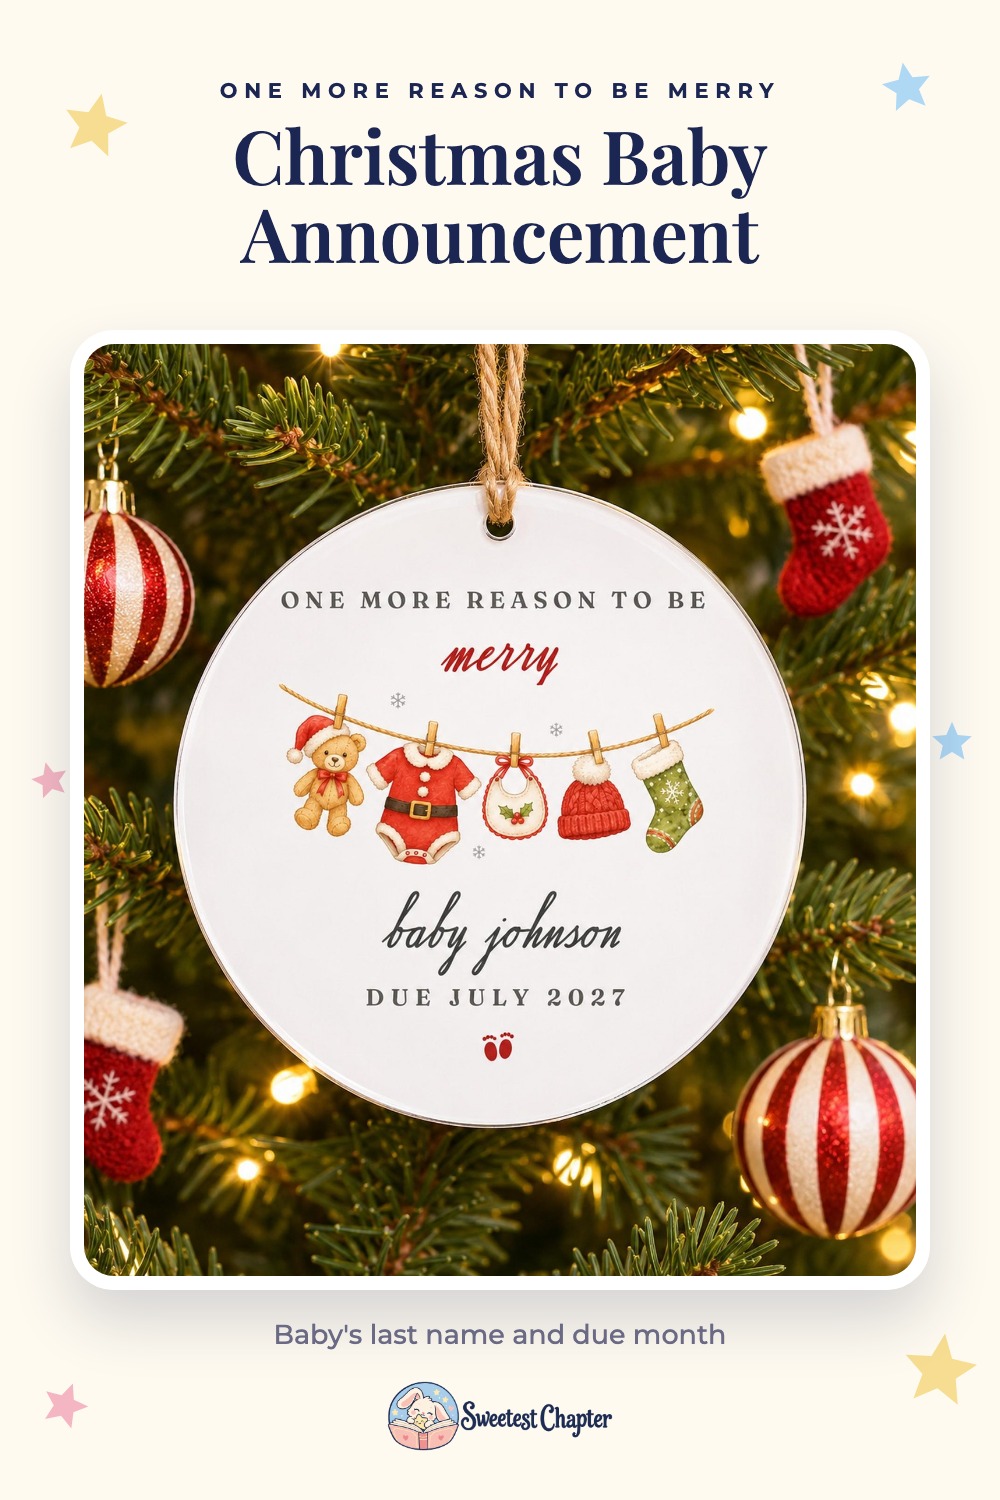 ONE MORE REASON TO BE MERRY
Christmas Baby
Announcement
ONE MORE REASON TO BE
merry
baby johnson
DUE JULY 2027
Baby's last name and due month
Sweetest Chapter